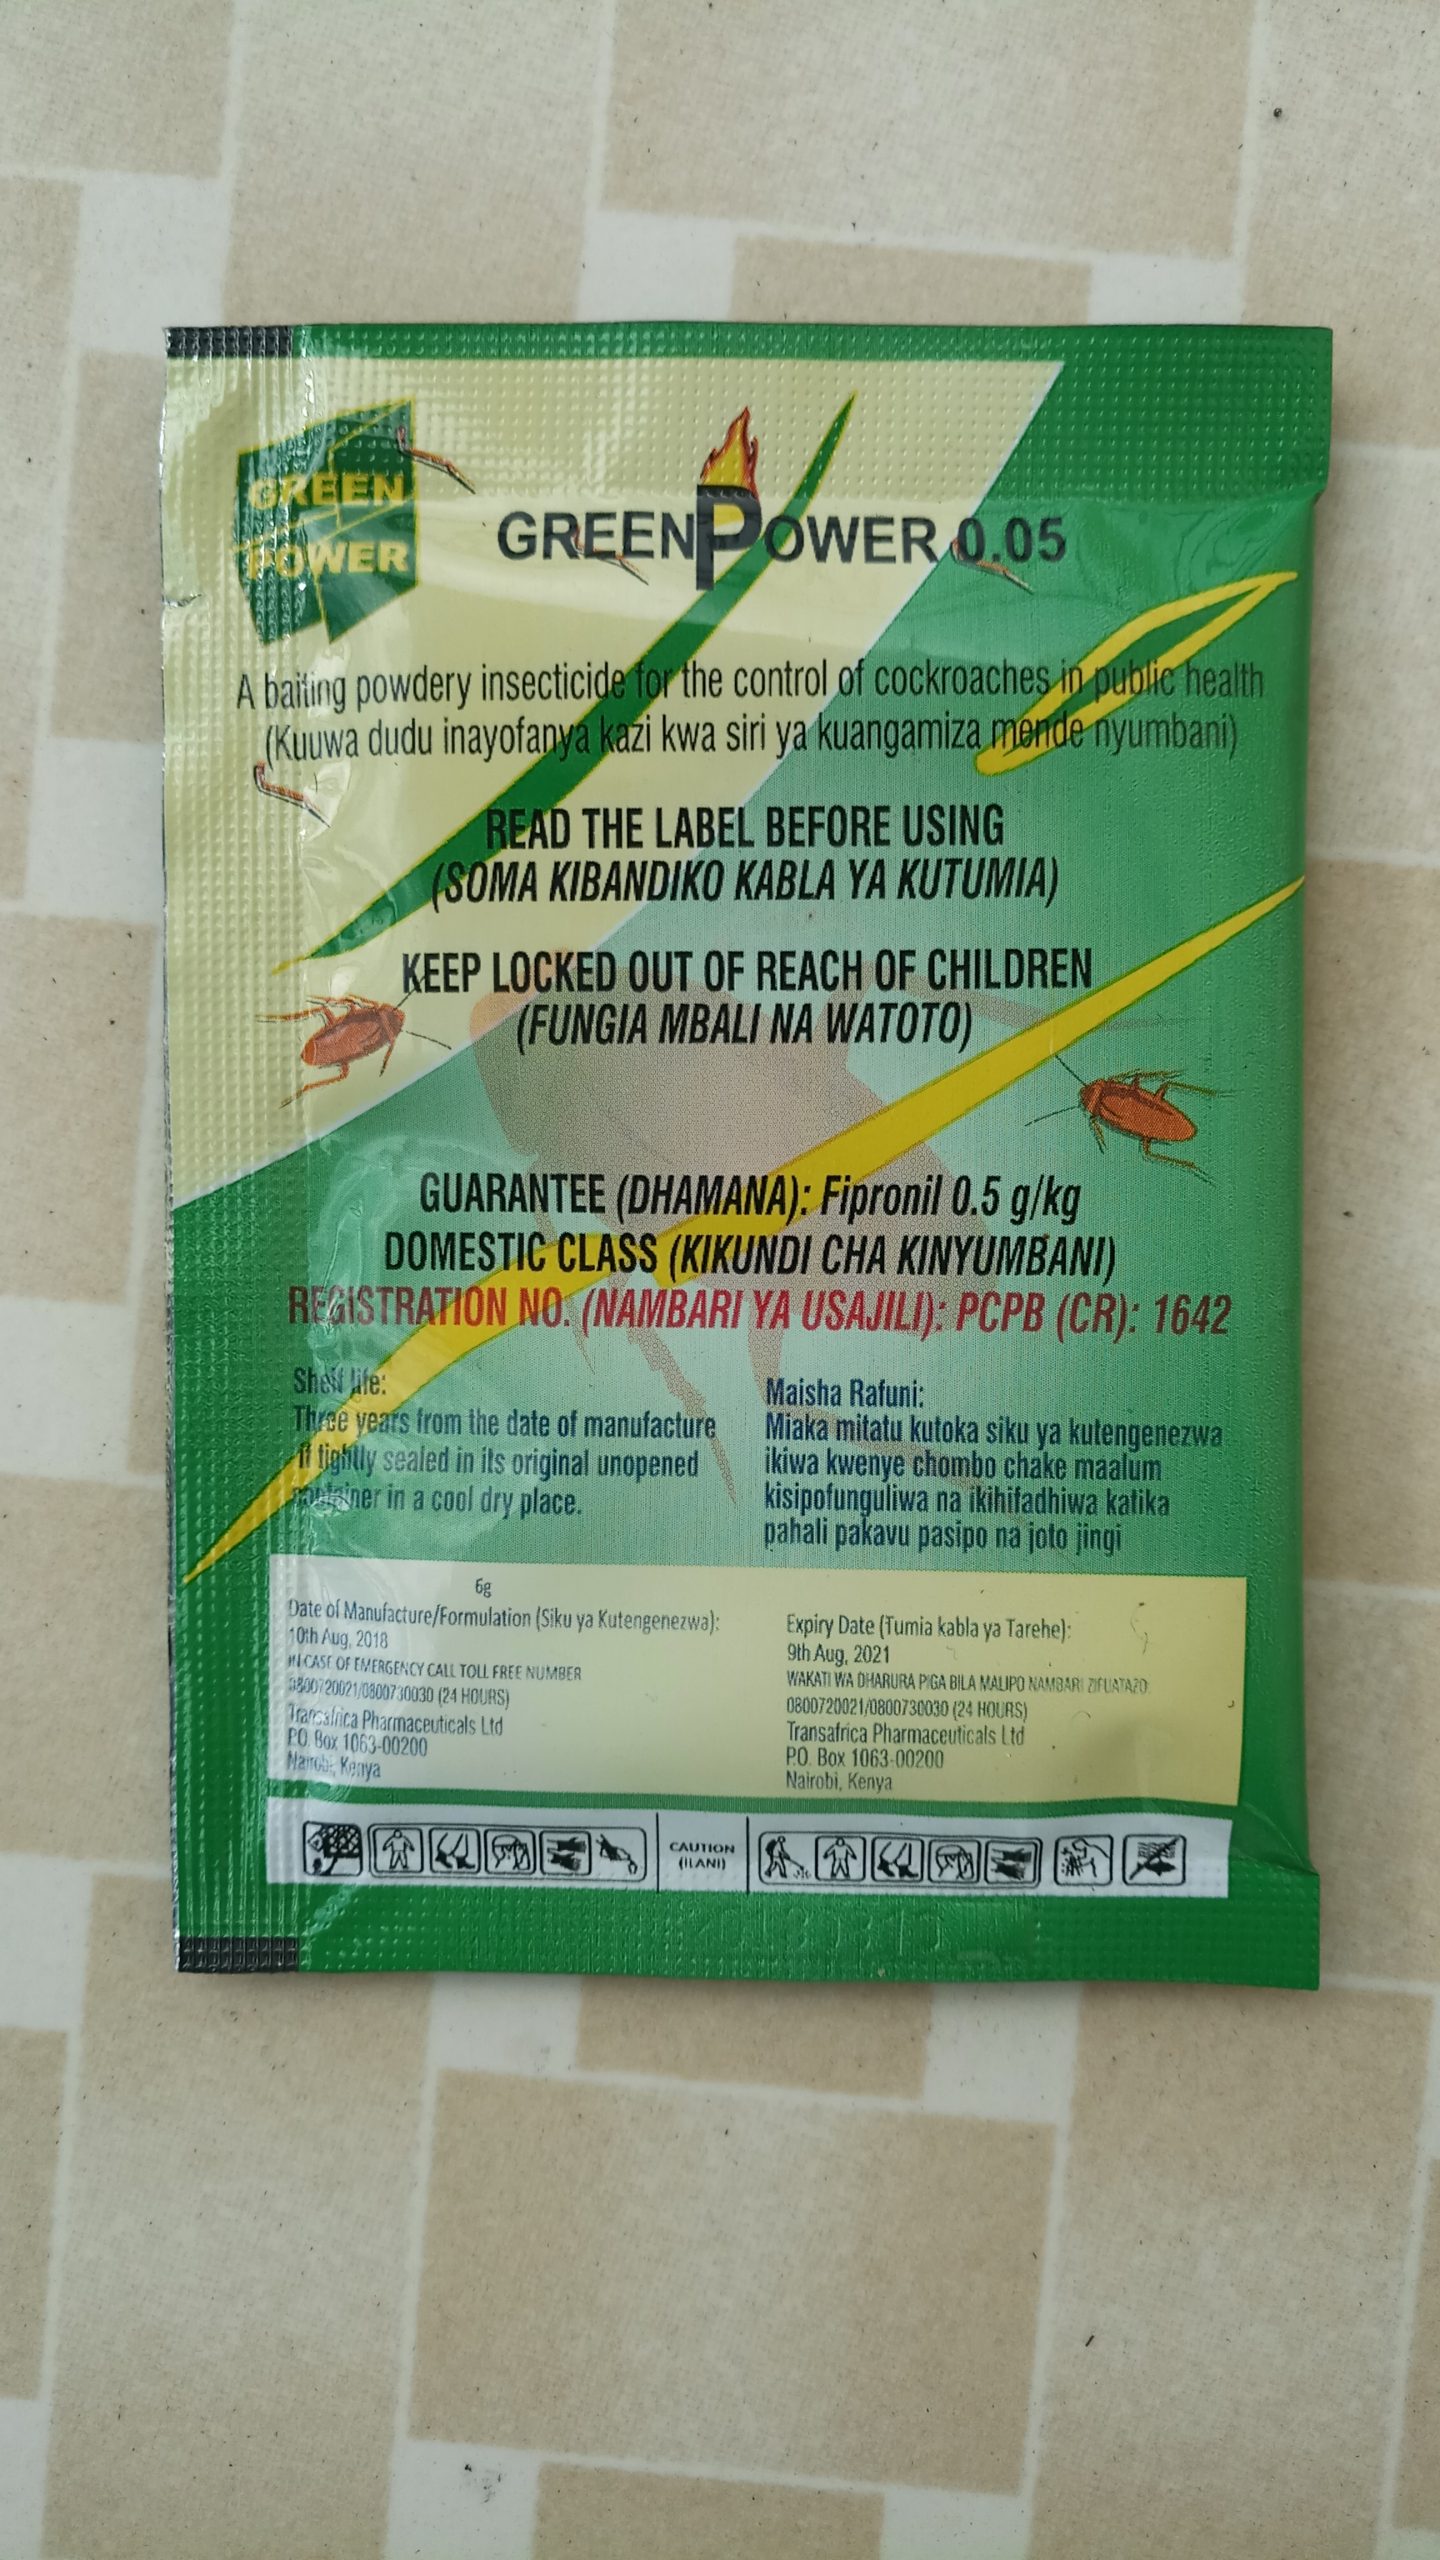 GREEN
POWER
GREENPOWER 0.05
A baiting powdery insecticide for the control of cockroaches in public health
(Kuuwa dudu inayofanya kazi kwa siri ya kuangamiza mende nyumbani)
READ THE LABEL BEFORE USING
(SOMA KIBANDIKO KABLA YA KUTUMIA)
KEEP LOCKED OUT OF REACH OF CHILDREN
(FUNGIA MBALI NA WATOTO)
GUARANTEE (DHAMANA): Fipronil 0.5 g/kg
DOMESTIC CLASS (KIKUNDI CHA KINYUMBANI)
REGISTRATION NO. (NAMBARI YA USAJILI): PCPB (CR): 1642
Shelf life:
Three years from the date of manufacture
if tightly sealed in its original unopened
container in a cool dry place.
Maisha Rafuni:
Miaka mitatu kutoka siku ya kutengenezwa
ikiwa kwenye chombo chake maalum
kisipofunguliwa na ikihifadhiwa katika
pahali pakavu pasipo na joto jingi
6g
Date of Manufacture/Formulation (Siku ya Kutengenezwa):
10th Aug, 2018
IN CASE OF EMERGENCY CALL TOLL FREE NUMBER
0800720021/0800730030 (24 HOURS)
Transafrica Pharmaceuticals Ltd
P.O. Box 1063-00200
Nairobi, Kenya
Expiry Date (Tumia kabla ya Tarehe):
9th Aug, 2021
WAKATI WA DHARURA PIGA BILA MALIPO NAMBARI ZIFUATAZO
0800720021/0800730030 (24 HOURS)
Transafrica Pharmaceuticals Ltd
P.O. Box 1063-00200
Nairobi, Kenya
CAUTION
(ILANI)